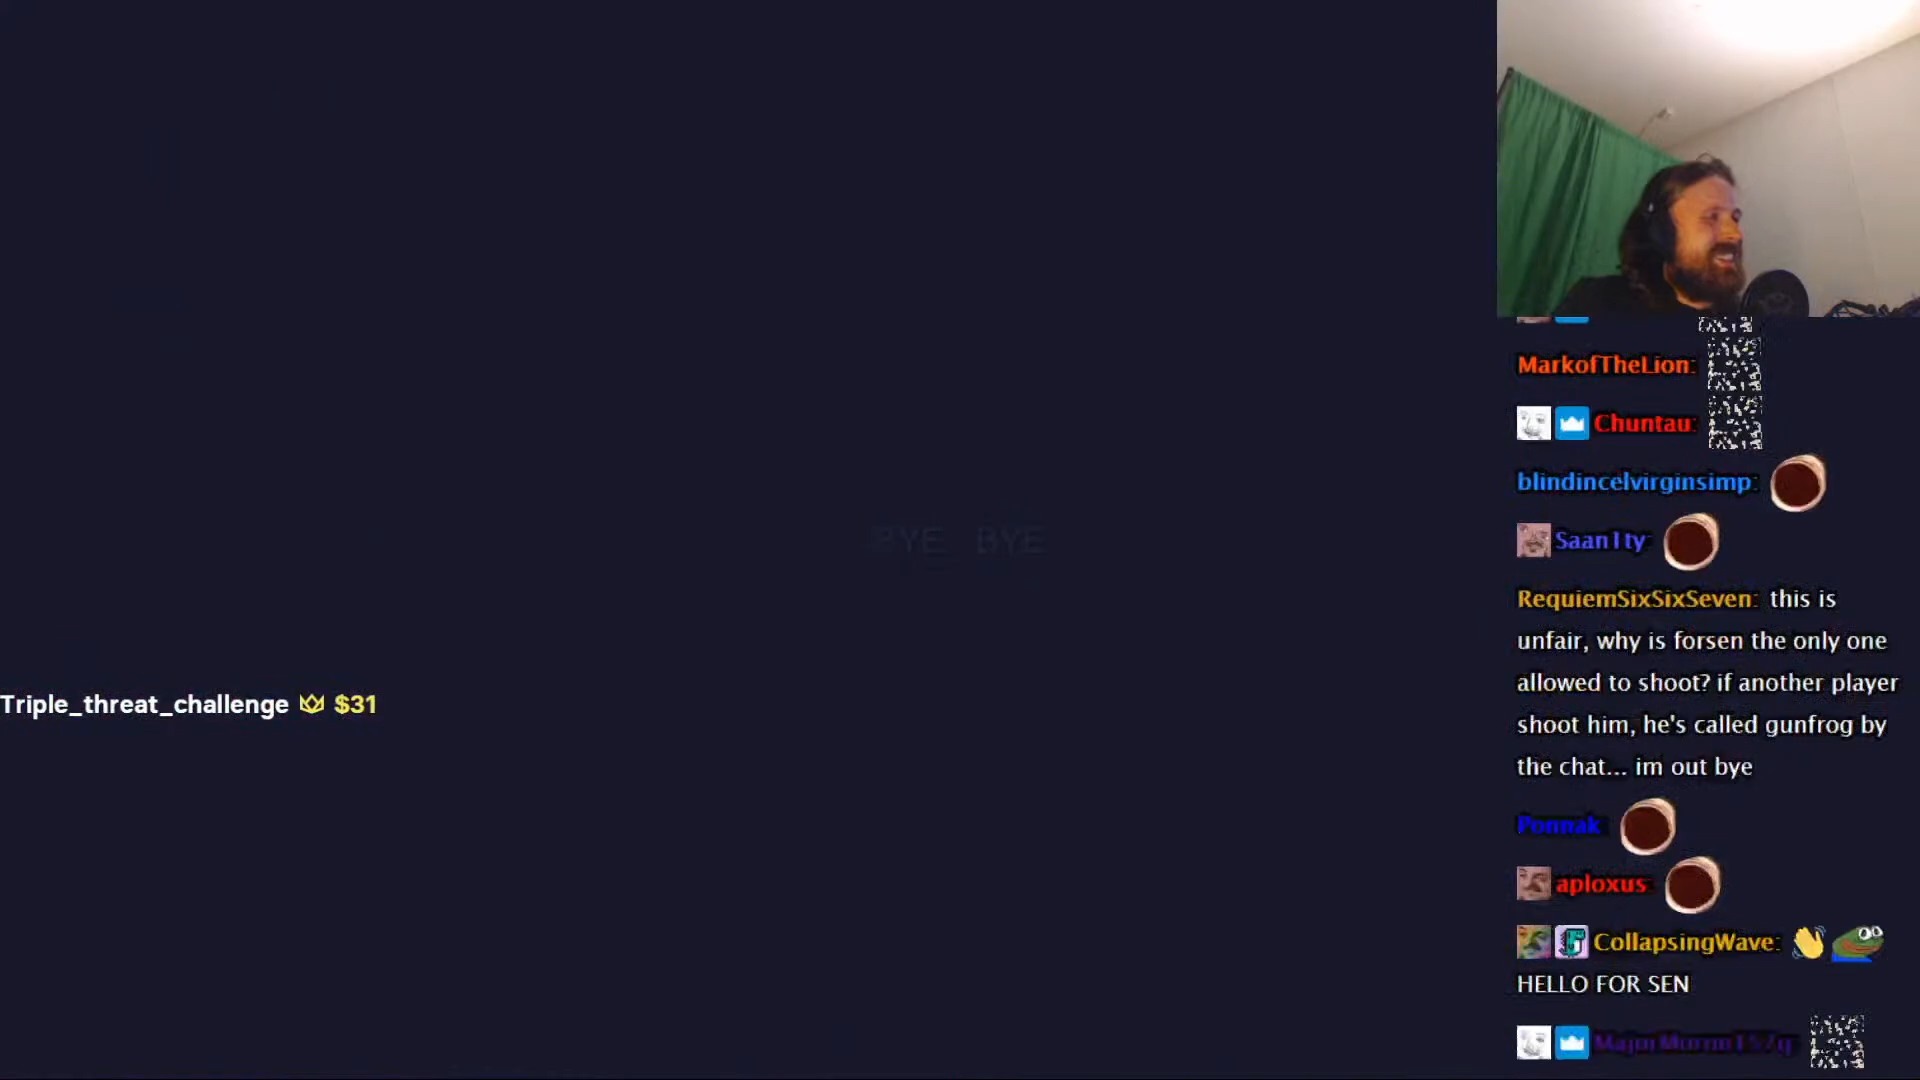 MarkofTheLion:
Chuntau:
blindincelvirginsimp:
Saan1ty:
BYE BYE
RequiemSixSixSeven: this is
unfair, why is forsen the only one
allowed to shoot? if another player
shoot him, he's called gunfrog by
the chat... im out bye
Triple_threat_challenge $31
Ponnak:
aploxus:
CollapsingWave:
HELLO FOR SEN